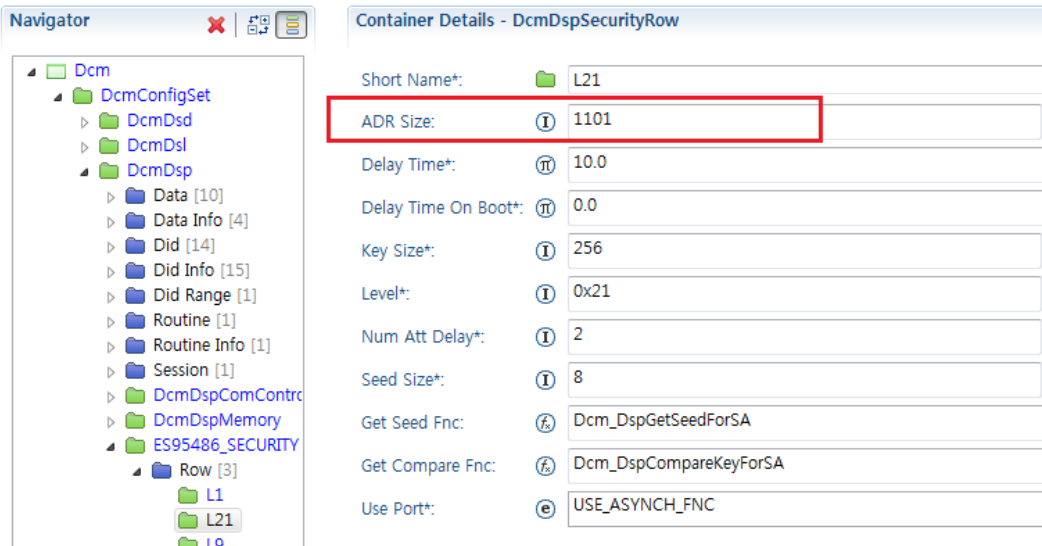 Navigator
Dcm
DcmConfigSet
DcmDsd
DcmDsl
DcmDsp
Data [10]
Data Info [4]
Did [14]
Did Info [15]
Did Range [1]
Routine [1]
Routine Info [1]
Session [1]
DcmDspComContro
DcmDspMemory
ES95486_SECURITY
Row [3]
L1
L21
L9
Container Details - DcmDspSecurityRow
Short Name*: L21
ADR Size: 1101
Delay Time*: 10.0
Delay Time On Boot*: 0.0
Key Size*: 256
Level*: 0x21
Num Att Delay*: 2
Seed Size*: 8
Get Seed Fnc: Dcm_DspGetSeedForSA
Get Compare Fnc: Dcm_DspCompareKeyForSA
Use Port*: USE_ASYNCH_FNC